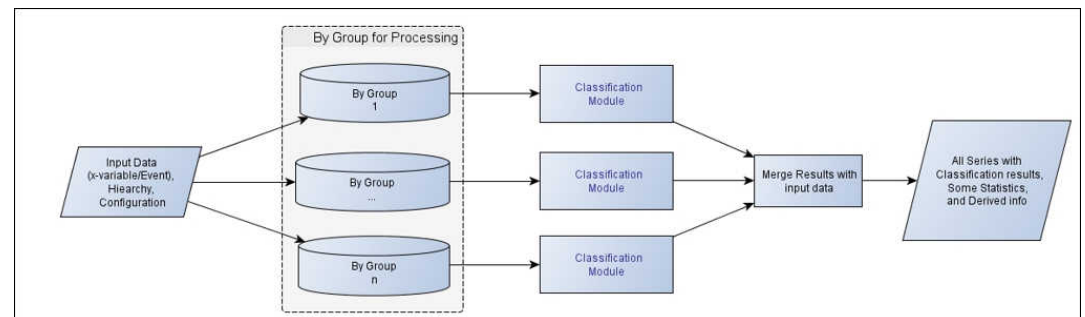 By Group for Processing
Input Data
(x-variable/Event),
Hiearchy,
Configuration
By Group
1
By Group
...
By Group
n
Classification
Module
Classification
Module
Classification
Module
Merge Results with
input data
All Series with
Classification results,
Some Statistics,
and Derived info